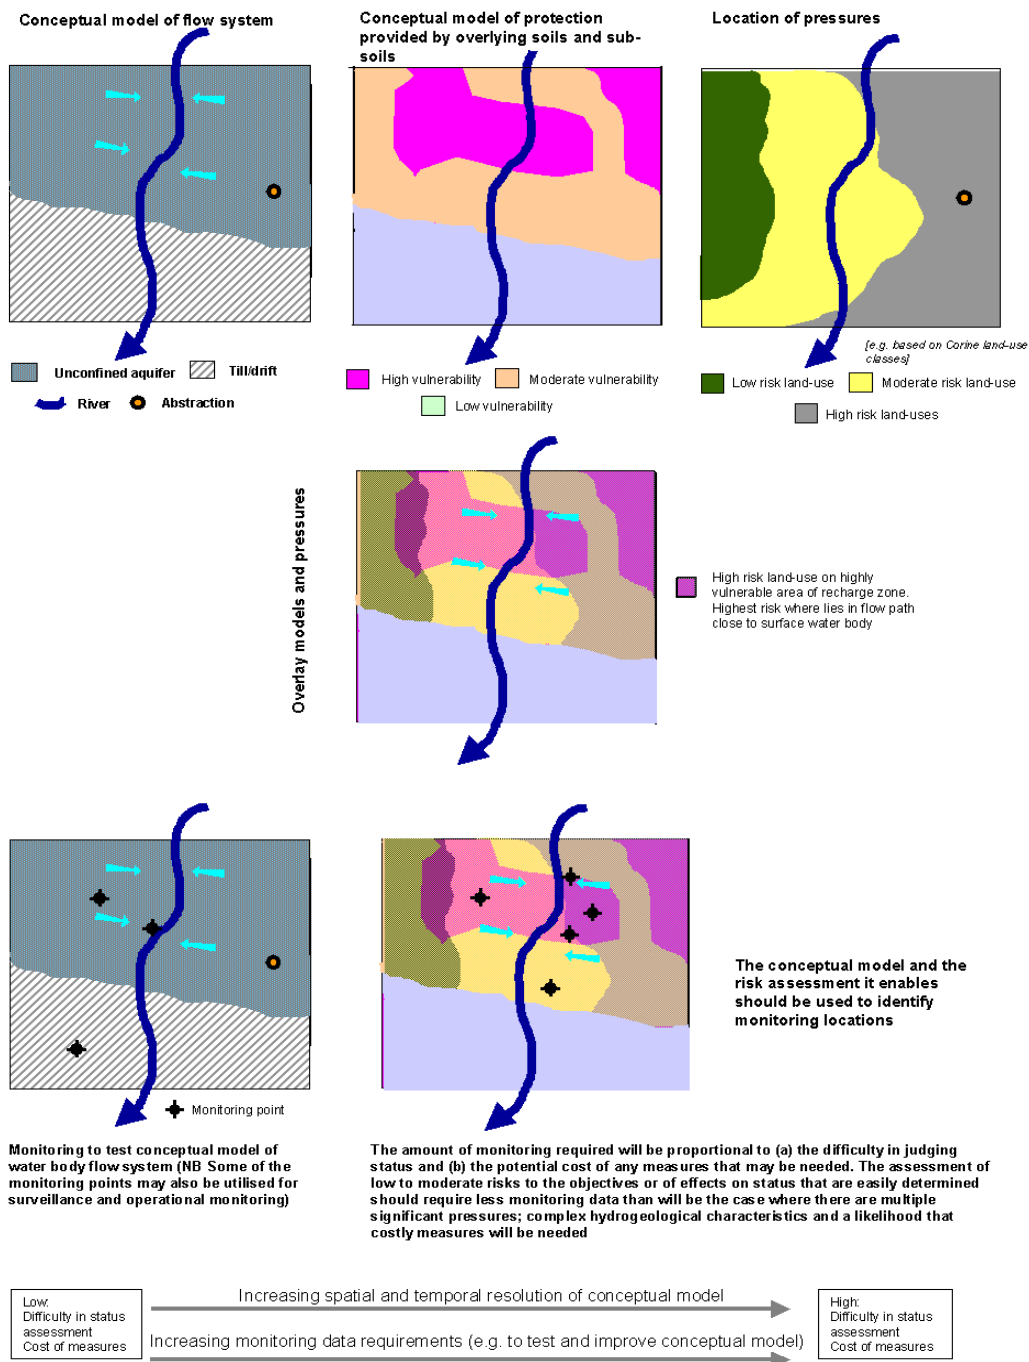 Conceptual model of flow system
Conceptual model of protection
provided by overlying soils and sub-
soils
Location of pressures
[e.g. based on Corine land-use
classes]
Unconfined aquifer
Till/drift
River
Abstraction
High vulnerability
Moderate vulnerability
Low vulnerability
Low risk land-use
Moderate risk land-use
High risk land-uses
Overlay models and pressures
High risk land-use on highly
vulnerable area of recharge zone.
Highest risk where lies in flow path
close to surface water body
The conceptual model and the
risk assessment it enables
should be used to identify
monitoring locations
Monitoring point
Monitoring to test conceptual model of
water body flow system (NB Some of the
monitoring points may also be utilised for
surveillance and operational monitoring)
The amount of monitoring required will be proportional to (a) the difficulty in judging
status and (b) the potential cost of any measures that may be needed. The assessment of
low to moderate risks to the objectives or of effects on status that are easily determined
should require less monitoring data than will be the case where there are multiple
significant pressures; complex hydrogeological characteristics and a likelihood that
costly measures will be needed
Low:
Difficulty in status
assessment
Cost of measures
Increasing spatial and temporal resolution of conceptual model
Increasing monitoring data requirements (e.g. to test and improve conceptual model)
High:
Difficulty in status
assessment
Cost of measures